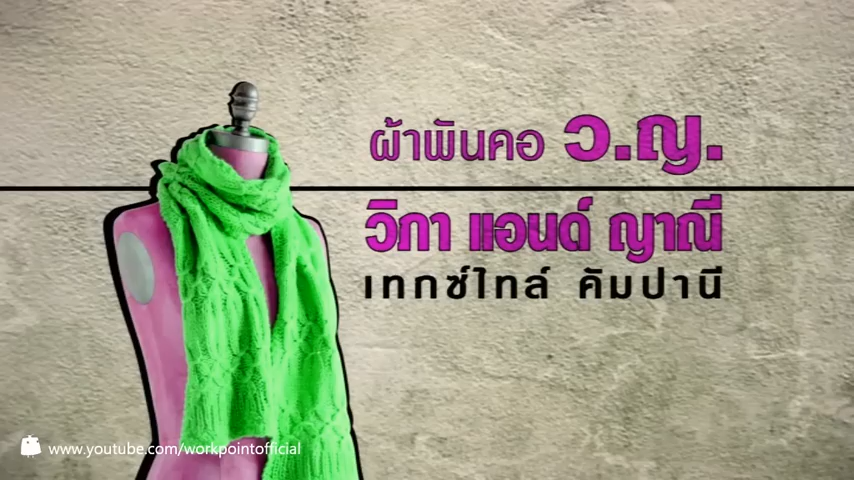 ผ้าพันคอ ว.ญ.
วิภา แอนด์ ญาณี
เทกซ์ไทล์ คัมปานี
www.youtube.com/workpointofficial